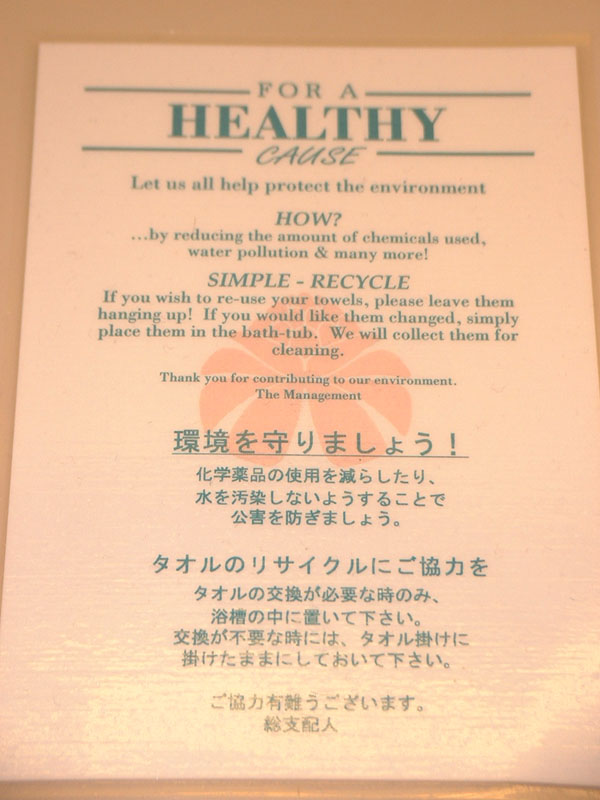 FOR A
HEALTHY
CAUSE
Let us all help protect the environment
HOW?
...by reducing the amount of chemicals used,
water pollution & many more!
SIMPLE - RECYCLE
If you wish to re-use your towels, please leave them
hanging up! If you would like them changed, simply
place them in the bath-tub. We will collect them for
cleaning.
Thank you for contributing to our environment.
The Management
環境を守りましょう！
化学薬品の使用を減らしたり、
水を汚染しないようすることで
公害を防ぎましょう。
タオルのリサイクルにご協力を
タオルの交換が必要な時のみ、
浴槽の中に置いて下さい。
交換が不要な時には、タオル掛けに
掛けたままにしておいて下さい。
ご協力有難うございます。
総支配人